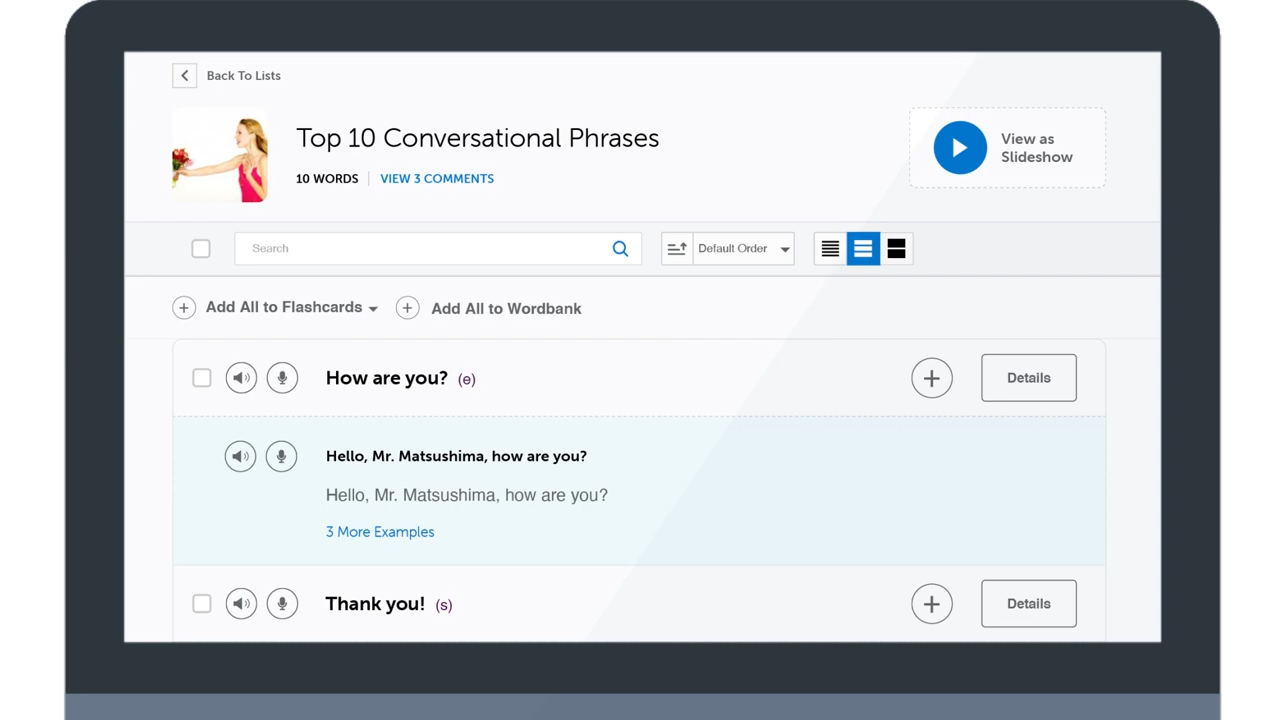 Back To Lists
Top 10 Conversational Phrases
10 WORDS VIEW 3 COMMENTS
View as
Slideshow
Search
Default Order
Add All to Flashcards
Add All to Wordbank
How are you? (e)
Details
Hello, Mr. Matsushima, how are you?
Hello, Mr. Matsushima, how are you?
3 More Examples
Thank you! (s)
Details